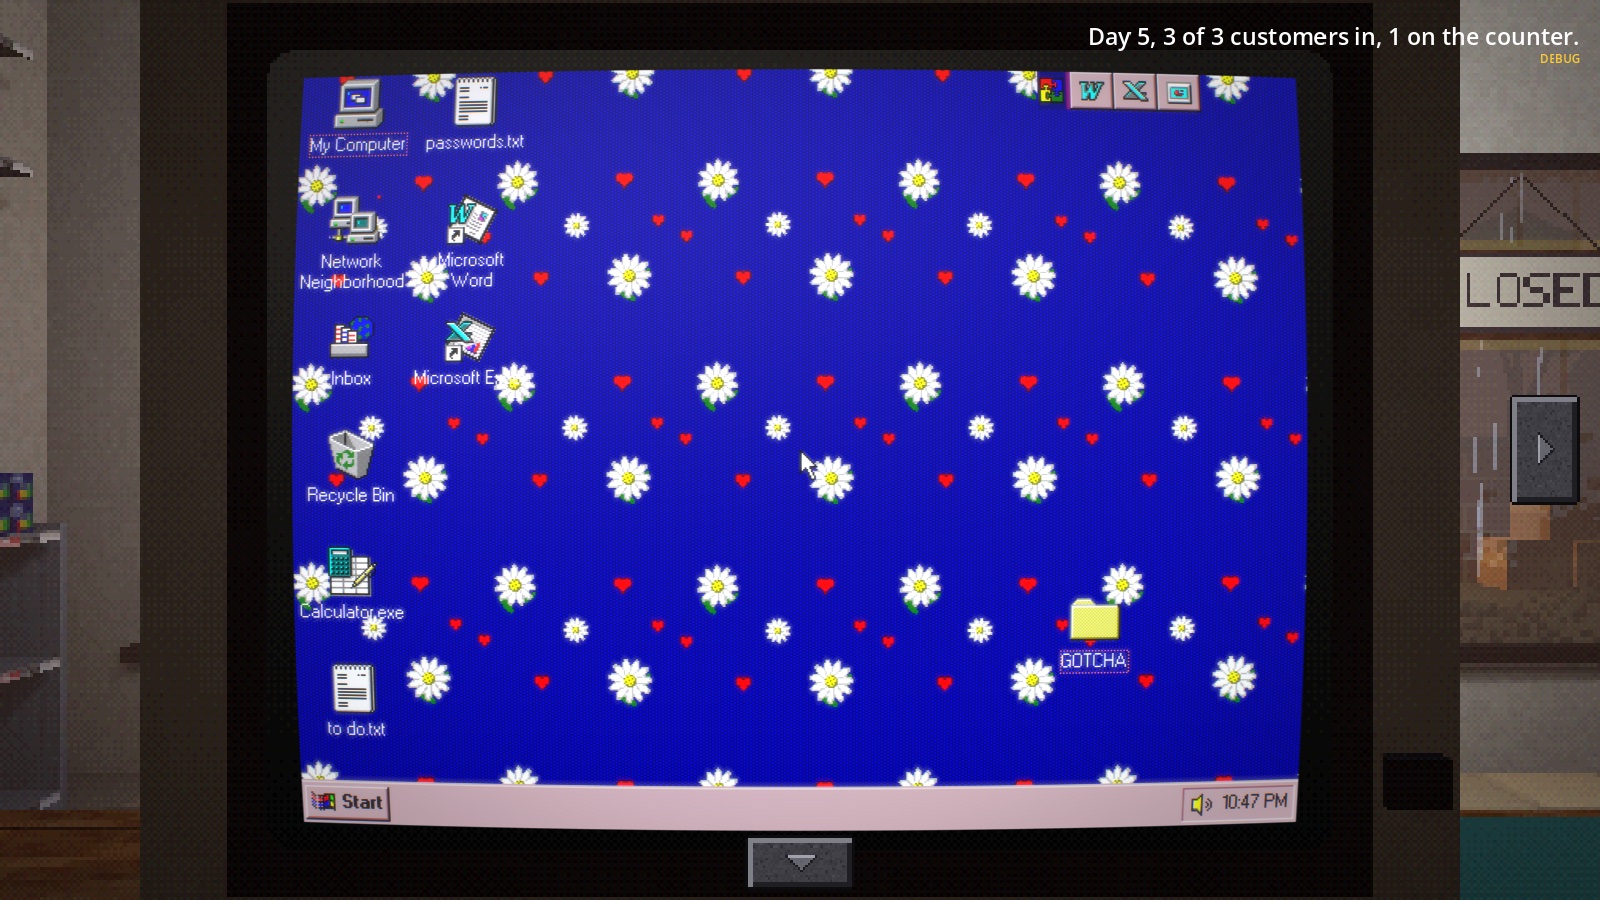 Day 5, 3 of 3 customers in, 1 on the counter.
DEBUG
My Computer
passwords.txt
Network
Neighborhood
Microsoft
Word
Inbox
Microsoft E
Recycle Bin
Calculator.exe
to do.txt
GOTCHA
LOSED
Start
10:47 PM